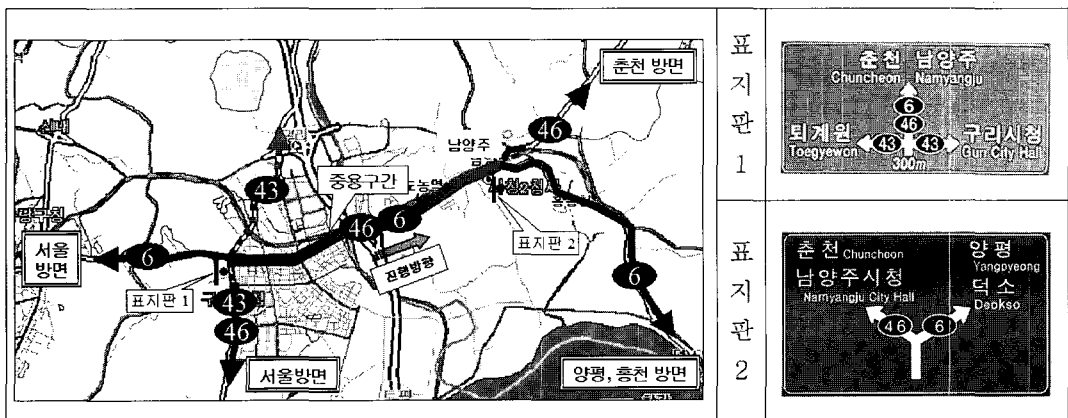 춘천 방면
46
남양주
43
중용구간
46
6
표지판 2
진행방향
서울
방면
6
표지판 1
43
46
6
서울방면
양평, 홍천 방면
표
지
판
1
춘천 남양주
Chuncheon Namyangju
6
46
퇴계원
43
43
구리시청
Toegyewon
Guri City Hall
300m
표
지
판
2
춘천 Chuncheon
남양주시청
Namyangju City Hall
양평
Yangpyeong
덕소
Deokso
46
6